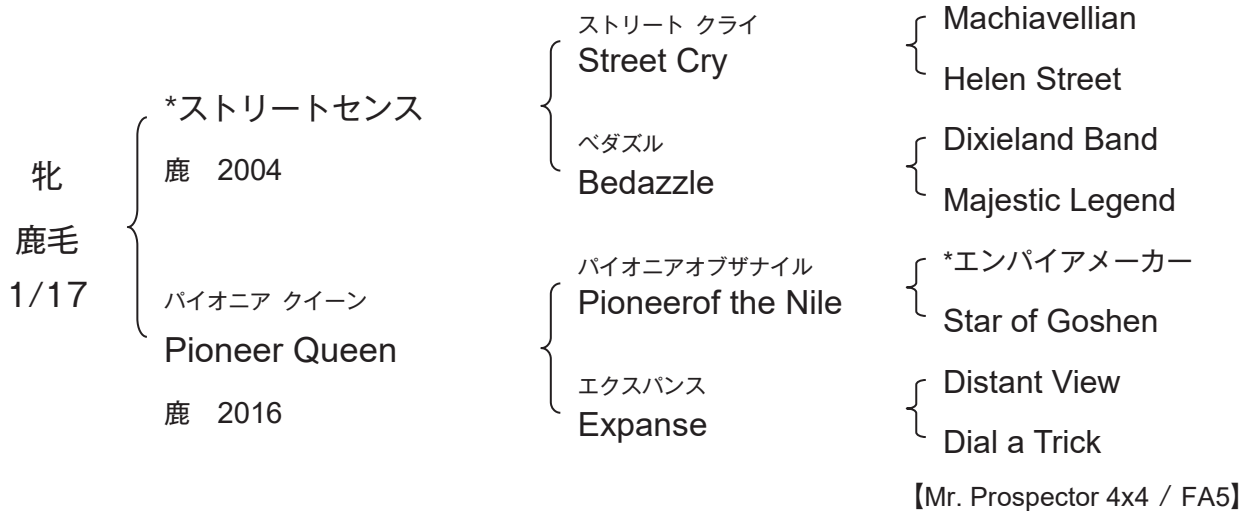 牝
鹿毛
1/17
*ストリートセンス
鹿 2004
パイオニア クイーン
Pioneer Queen
鹿 2016
ストリート クライ
Street Cry
ベダズル
Bedazzle
パイオニアオブザナイル
Pioneerof the Nile
エクスパンス
Expanse
Machiavellian
Helen Street
Dixieland Band
Majestic Legend
*エンパイアメーカー
Star of Goshen
Distant View
Dial a Trick
【Mr. Prospector 4x4 / FA5】